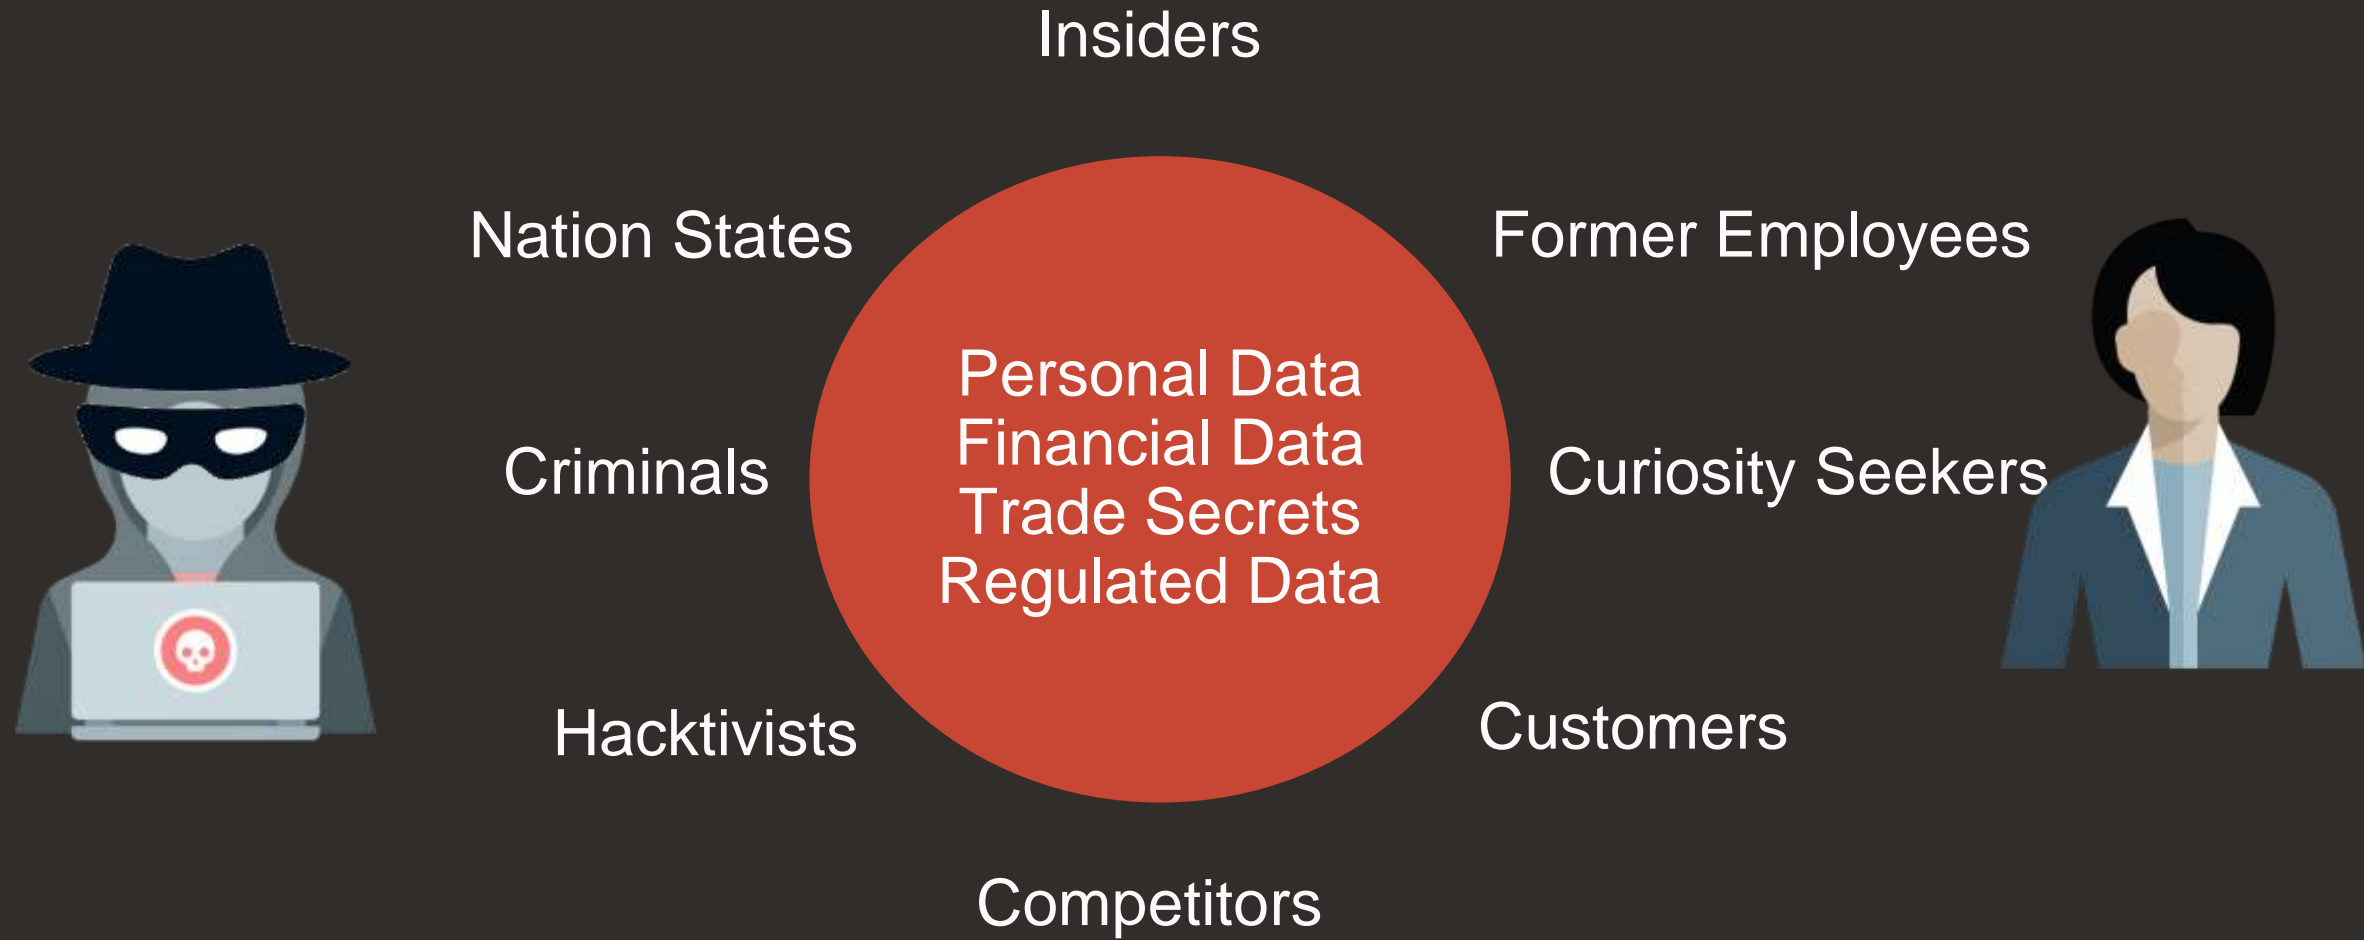 Insiders
Nation States
Former Employees
Personal Data
Financial Data
Trade Secrets
Regulated Data
Criminals
Curiosity Seekers
Hacktivists
Customers
Competitors